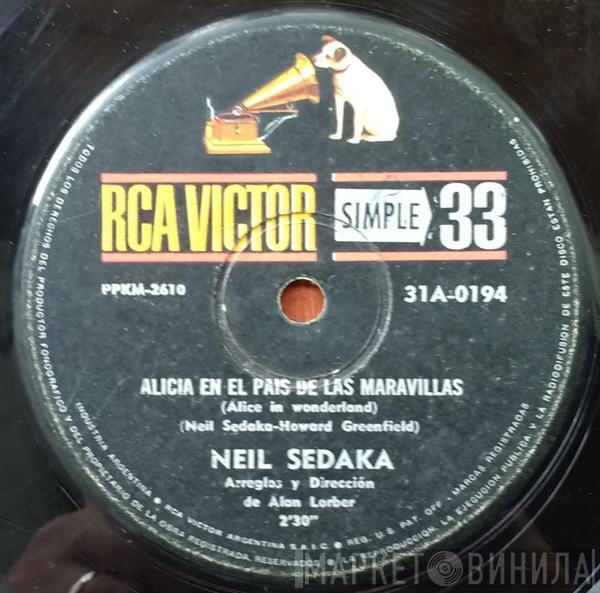 RCA VICTOR
SIMPLE 33
PPKM-2610
31A-0194
ALICIA EN EL PAIS DE LAS MARAVILLAS
(Alice in wonderland)
(Neil Sedaka-Howard Greenfield)
NEIL SEDAKA
Arreglos y Dirección
de Alan Lorber
2'30"
INDUSTRIA ARGENTINA • RCA VICTOR ARGENTINA S.A.I.C. • REG. U.S. PAT. OFF. - MARCAS REGISTRADAS
TODOS LOS DERECHOS DEL PRODUCTOR FONOGRAFICO Y DEL PROPIETARIO DE LA OBRA REGISTRADA, RESERVADOS • LA REPRODUCCION, LA EJECUCION PUBLICA Y LA RADIODIFUSION DE ESTE DISCO ESTAN PROHIBIDAS
МАРКЕТ ВИНИЛА